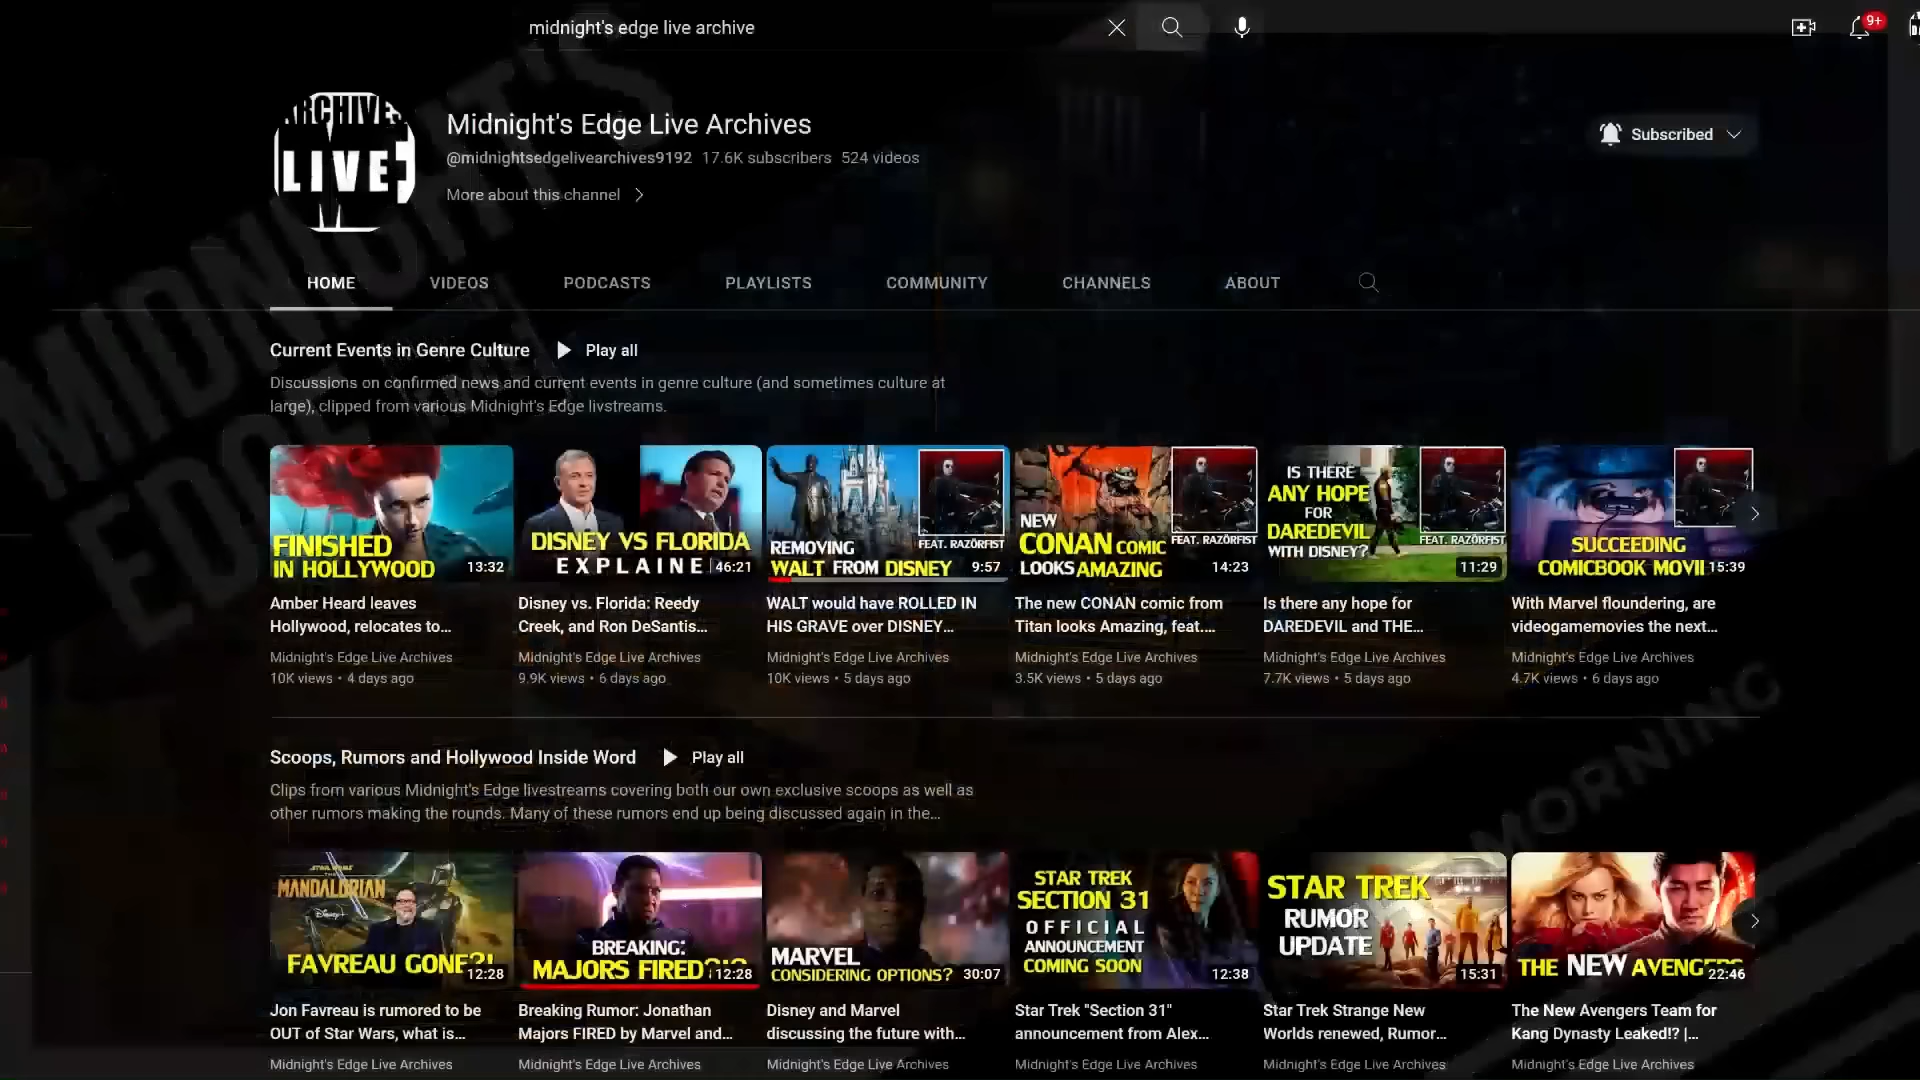 midnight's edge live archive
9+
ARCHIVES
LIVE
Midnight's Edge Live Archives
@midnightsedgelivearchives9192 17.6K subscribers 524 videos
More about this channel
Subscribed
MIDNIGHT'S
EDGE
HOME VIDEOS PODCASTS PLAYLISTS COMMUNITY CHANNELS ABOUT
Current Events in Genre Culture Play all
Discussions on confirmed news and current events in genre culture (and sometimes culture at
large), clipped from various Midnight's Edge livstreams.
FINISHED
IN HOLLYWOOD
13:32
DISNEY VS FLORIDA
EXPLAINE
46:21
REMOVING
WALT FROM DISNEY
FEAT. RAZÖRFIST
9:57
NEW
CONAN COMIC
LOOKS AMAZING
FEAT. RAZÖRFIST
14:23
IS THERE
ANY HOPE
FOR
DAREDEVIL
WITH DISNEY?
FEAT. RAZÖRFIST
11:29
SUCCEEDING
COMICBOOK MOVII
15:39
Amber Heard leaves
Hollywood, relocates to...
Midnight's Edge Live Archives
10K views • 4 days ago
Disney vs. Florida: Reedy
Creek, and Ron DeSantis...
Midnight's Edge Live Archives
9.9K views • 6 days ago
WALT would have ROLLED IN
HIS GRAVE over DISNEY...
Midnight's Edge Live Archives
10K views • 5 days ago
The new CONAN comic from
Titan looks Amazing, feat....
Midnight's Edge Live Archives
3.5K views • 5 days ago
Is there any hope for
DAREDEVIL and THE...
Midnight's Edge Live Archives
7.7K views • 5 days ago
With Marvel floundering, are
videogamemovies the next...
Midnight's Edge Live Archives
4.7K views • 6 days ago
MORNING
Scoops, Rumors and Hollywood Inside Word Play all
Clips from various Midnight's Edge livestreams covering both our own exclusive scoops as well as
other rumors making the rounds. Many of these rumors end up being discussed again in the...
STAR WARS
THE
MANDALORIAN
Disney+
FAVREAU GONE?!
12:28
BREAKING:
MAJORS FIRED?!?
12:28
MARVEL
CONSIDERING OPTIONS?
30:07
STAR TREK
SECTION 31
OFFICIAL
ANNOUNCEMENT
COMING SOON
12:38
STAR TREK
RUMOR
UPDATE
15:31
THE NEW AVENGERS
22:46
Jon Favreau is rumored to be
OUT of Star Wars, what is...
Midnight's Edge Live Archives
Breaking Rumor: Jonathan
Majors FIRED by Marvel and...
Midnight's Edge Live Archives
Disney and Marvel
discussing the future with...
Midnight's Edge Live Archives
Star Trek "Section 31"
announcement from Alex...
Midnight's Edge Live Archives
Star Trek Strange New
Worlds renewed, Rumor...
Midnight's Edge Live Archives
The New Avengers Team for
Kang Dynasty Leaked!? |...
Midnight's Edge Live Archives